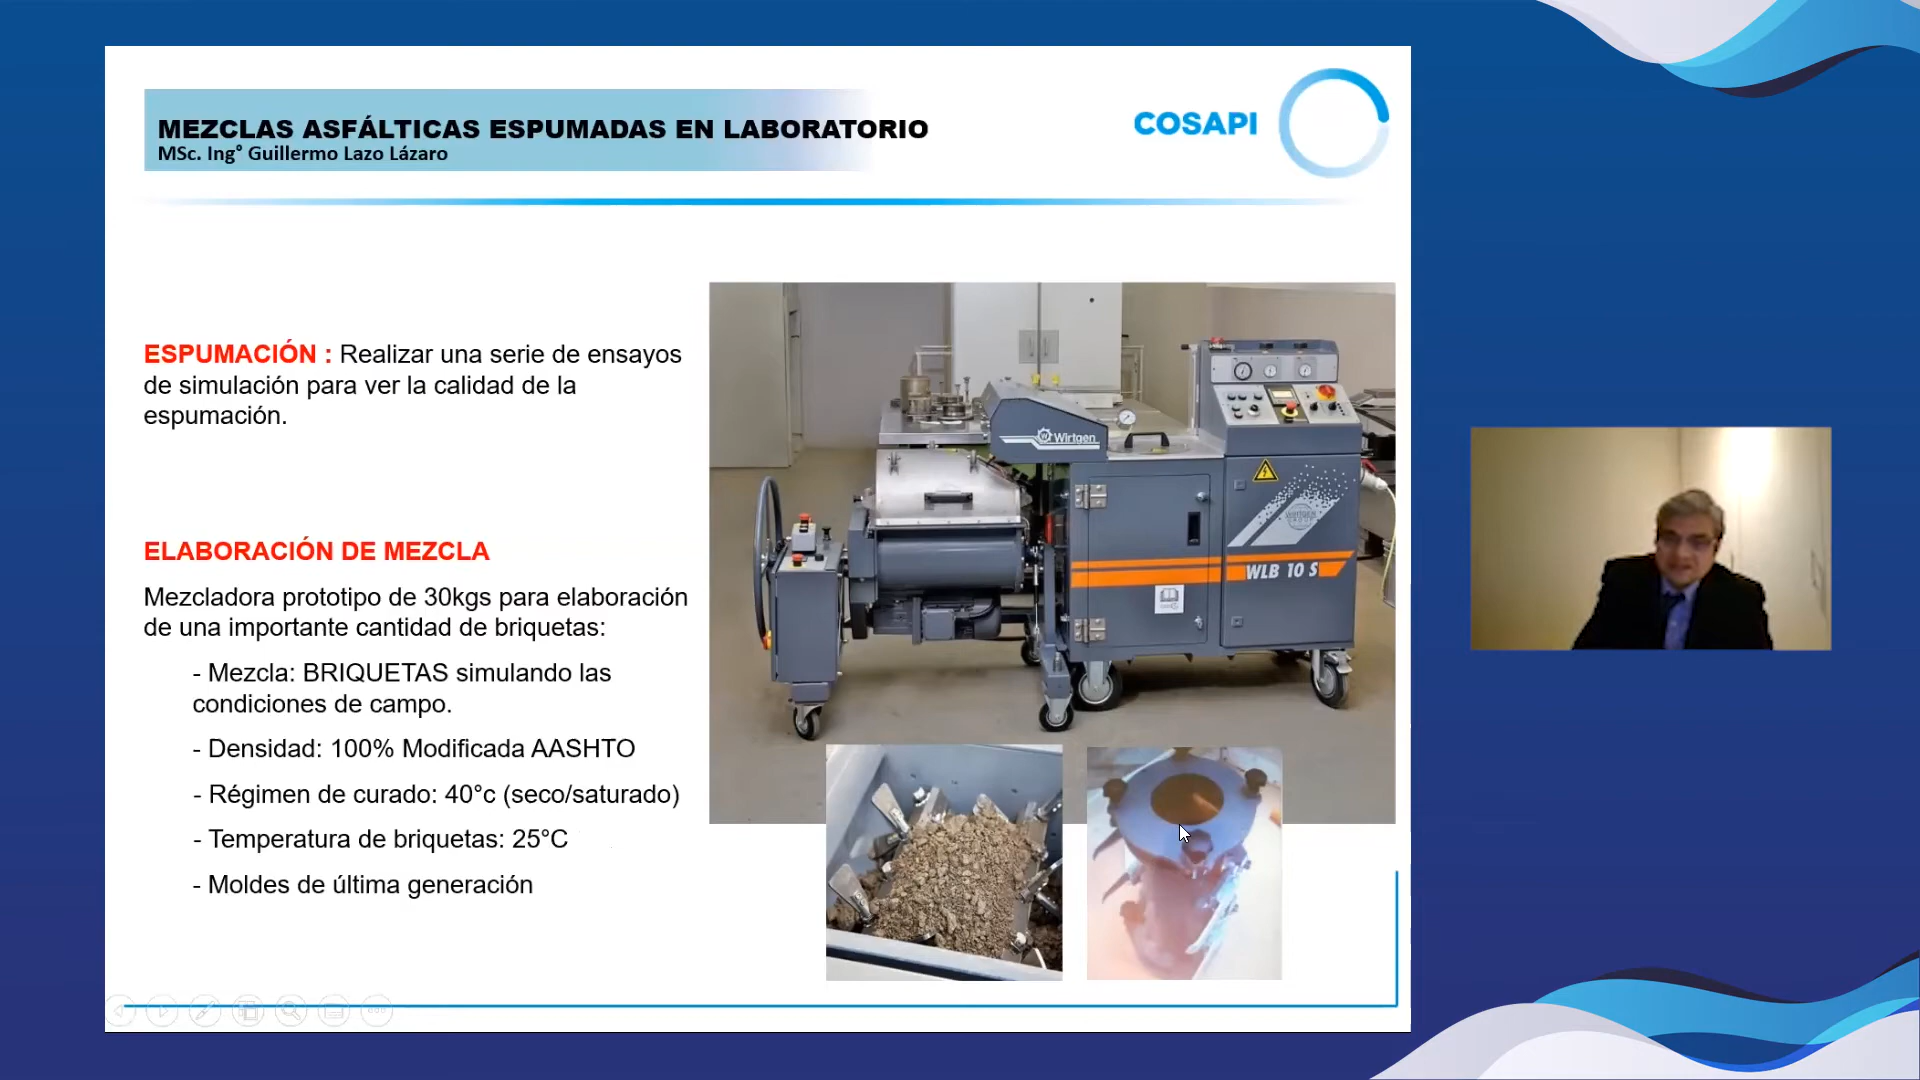 MEZCLAS ASFÁLTICAS ESPUMADAS EN LABORATORIO
MSc. Ing° Guillermo Lazo Lázaro
COSAPI
ESPUMACIÓN : Realizar una serie de ensayos
de simulación para ver la calidad de la
espumación.
ELABORACIÓN DE MEZCLA
Mezcladora prototipo de 30kgs para elaboración
de una importante cantidad de briquetas:
- Mezcla: BRIQUETAS simulando las
condiciones de campo.
- Densidad: 100% Modificada AASHTO
- Régimen de curado: 40°c (seco/saturado)
- Temperatura de briquetas: 25°C
- Moldes de última generación
Wirtgen
WIRTGEN
GROUP
WLB 10 S